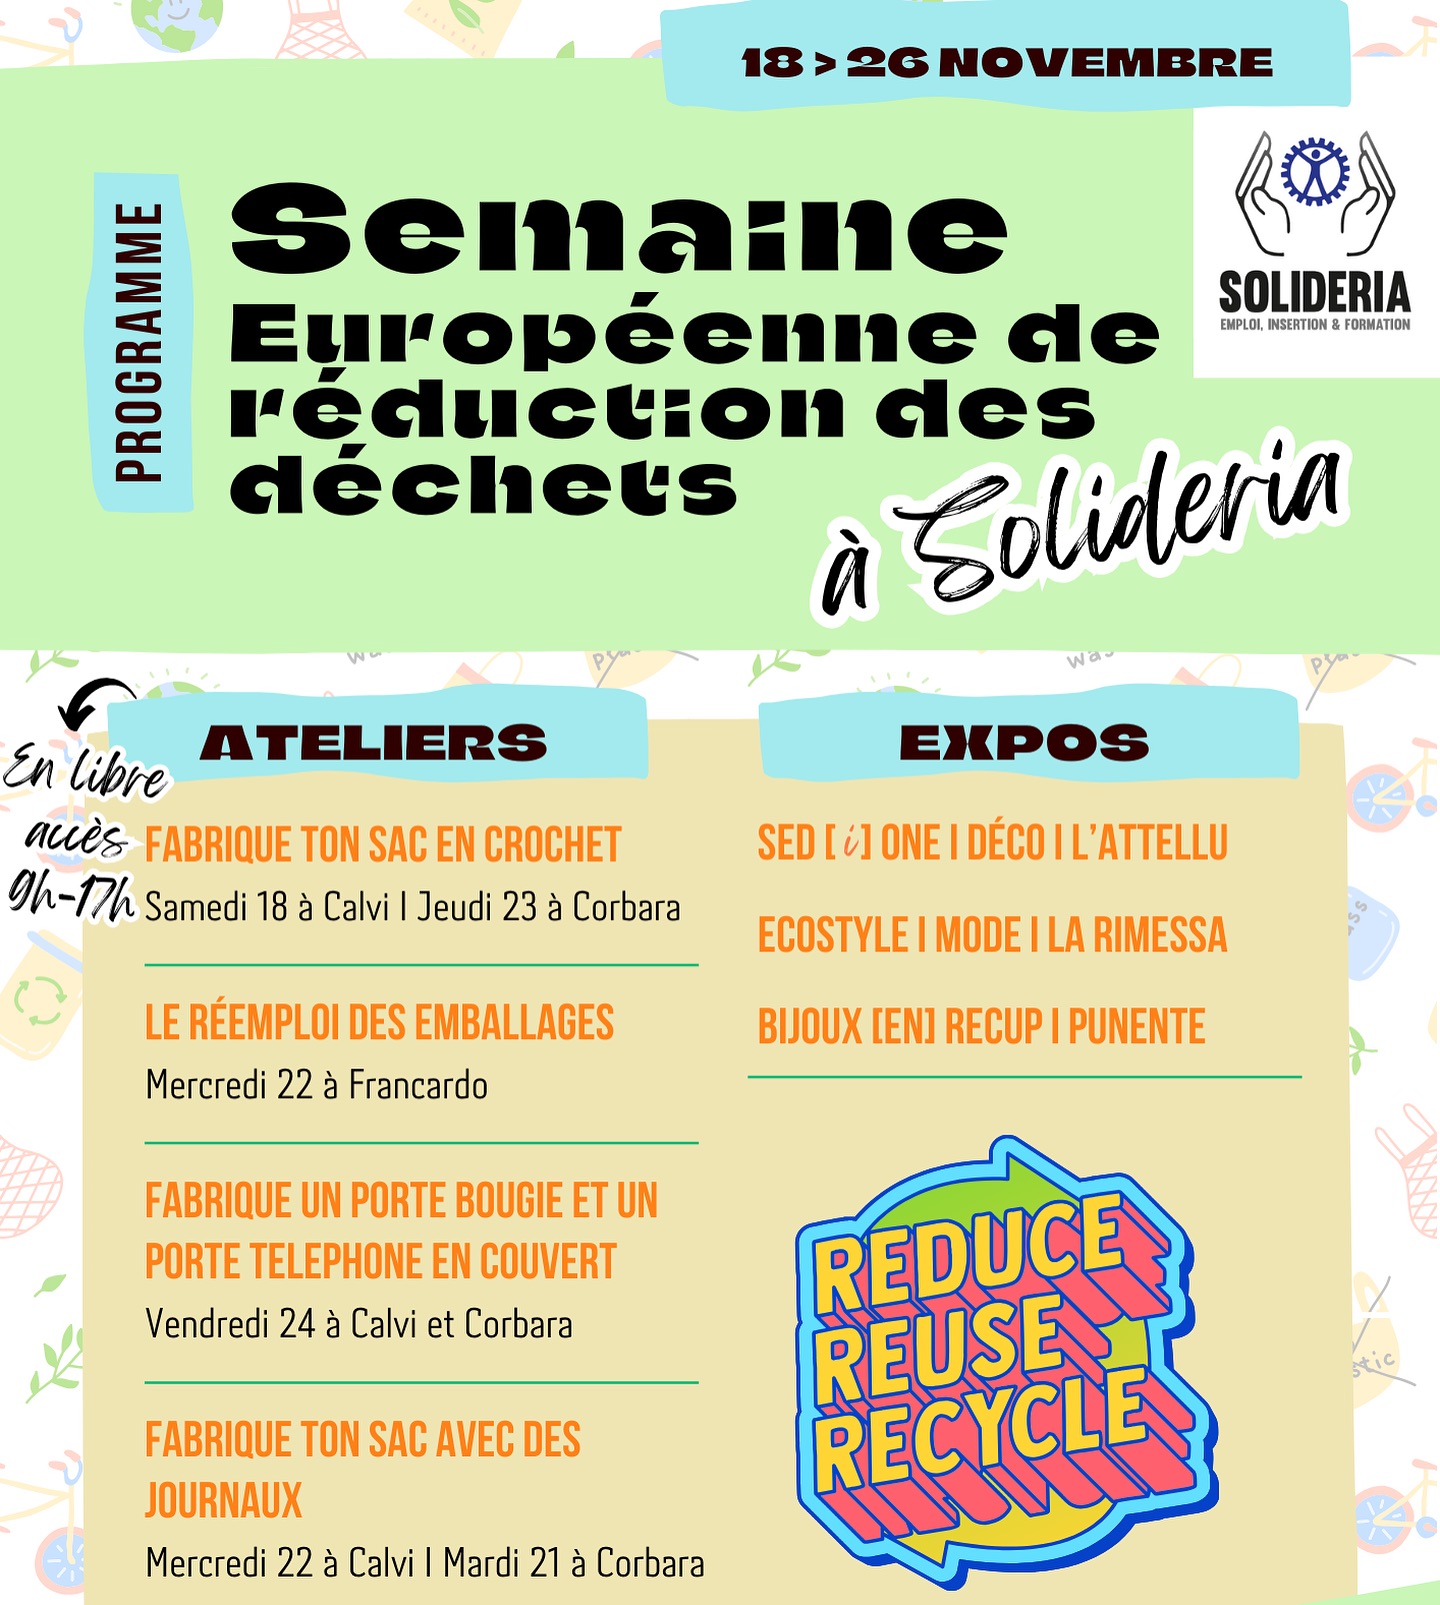 18 > 26 NOVEMBRE
SOLIDERIA
EMPLOI, INSERTION & FORMATION
PROGRAMME
Semaine
Européenne de
réduction des
déchets
à Solideria
ATELIERS
En libre
accès
9h-17h
FABRIQUE TON SAC EN CROCHET
Samedi 18 à Calvi I Jeudi 23 à Corbara
LE RÉEMPLOI DES EMBALLAGES
Mercredi 22 à Francardo
FABRIQUE UN PORTE BOUGIE ET UN
PORTE TELEPHONE EN COUVERT
Vendredi 24 à Calvi et Corbara
FABRIQUE TON SAC AVEC DES
JOURNAUX
Mercredi 22 à Calvi I Mardi 21 à Corbara
EXPOS
SED [i] ONE I DÉCO I L'ATTELLU
ECOSTYLE I MODE I LA RIMESSA
BIJOUX [EN] RECUP I PUNENTE
REDUCE
REUSE
RECYCLE